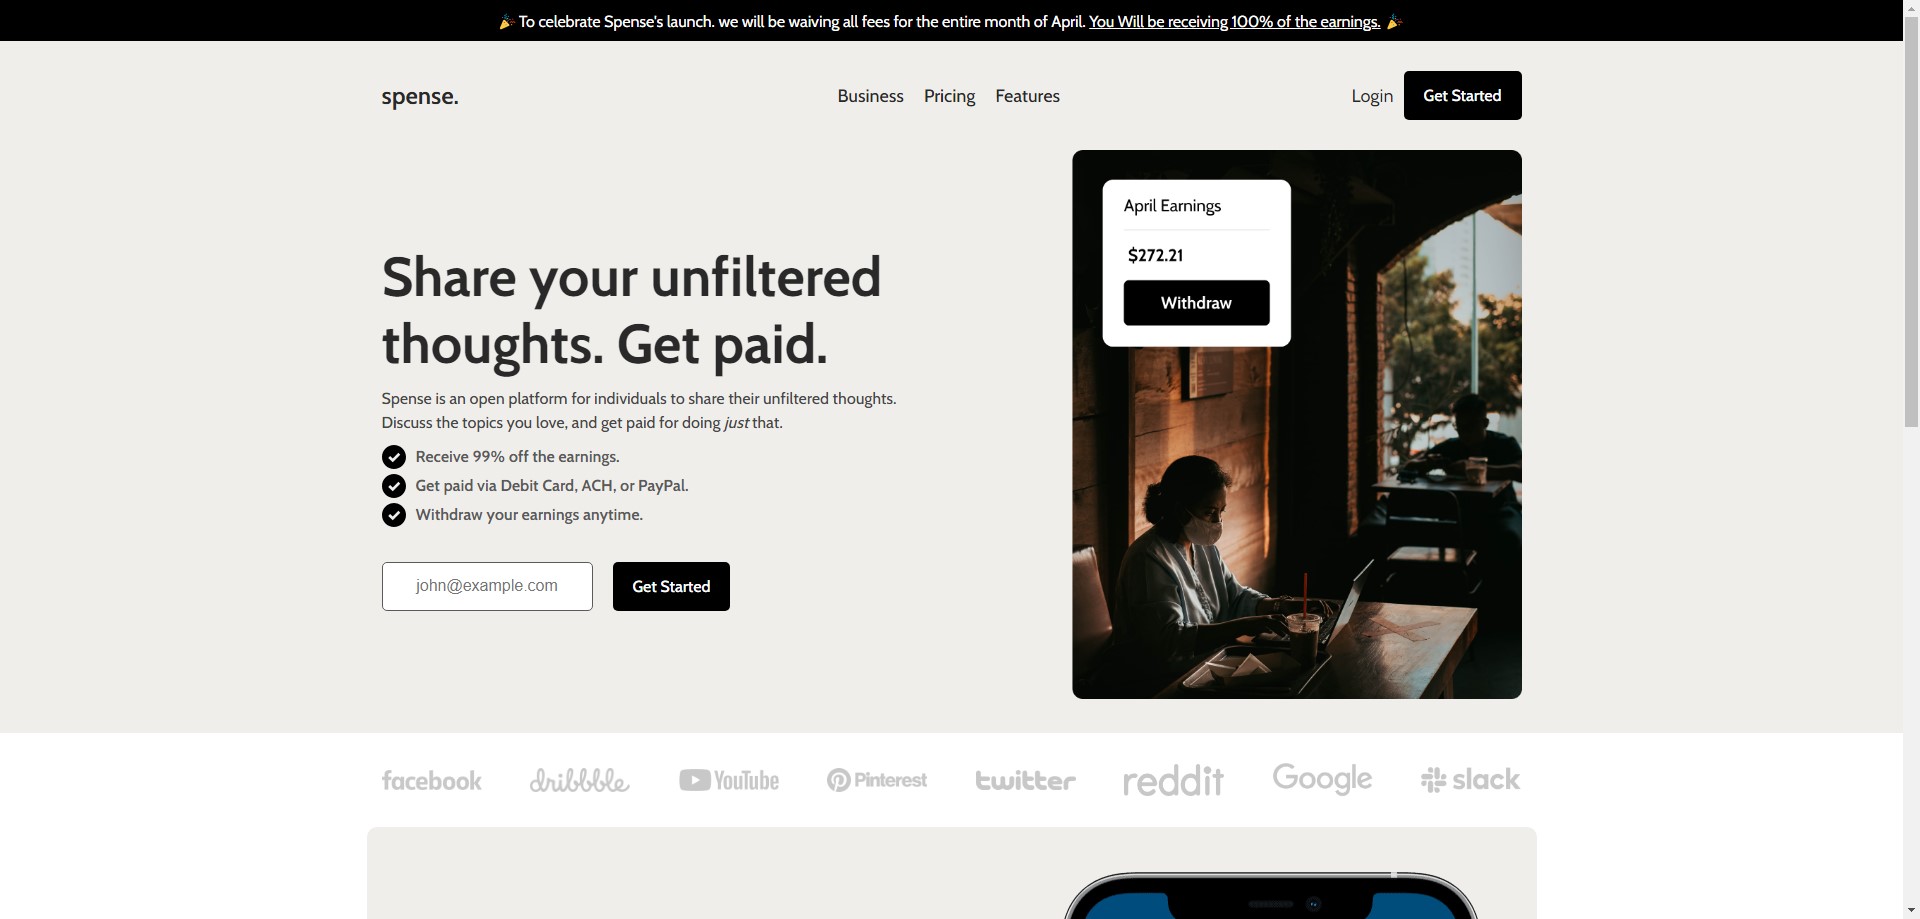 🎉 To celebrate Spense's launch. we will be waiving all fees for the entire month of April. You Will be receiving 100% of the earnings. 🎉
spense.
Business Pricing Features
Login Get Started
April Earnings
$272.21
Withdraw
Share your unfiltered
thoughts. Get paid.
Spense is an open platform for individuals to share their unfiltered thoughts.
Discuss the topics you love, and get paid for doing just that.
Receive 99% off the earnings.
Get paid via Debit Card, ACH, or PayPal.
Withdraw your earnings anytime.
john@example.com Get Started
facebook dribbble YouTube Pinterest twitter reddit Google slack